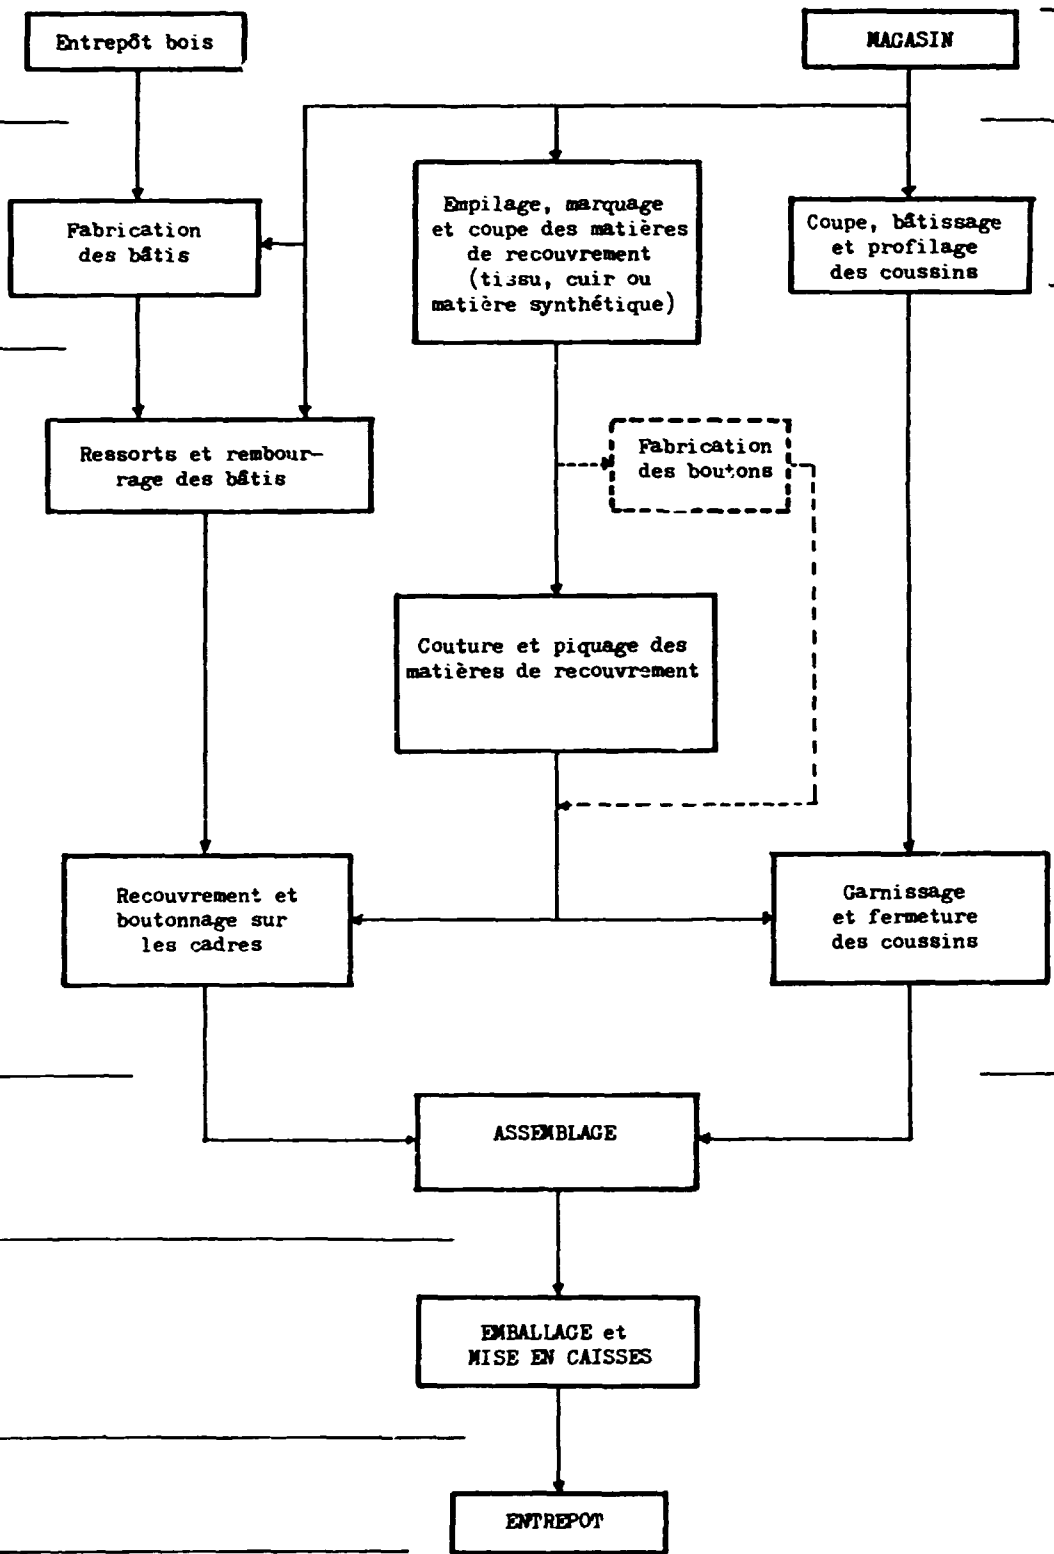 Entrepôt bois
MAGASIN
Fabrication
des bâtis
Empilage, marquage
et coupe des matières
de recouvrement
(tissu, cuir ou
matière synthétique)
Coupe, bâtissage
et profilage
des coussins
Ressorts et rembour-
rage des bâtis
Fabrication
des boutons
Couture et piquage des
matières de recouvrement
Recouvrement et
boutonnage sur
les cadres
Garnissage
et fermeture
des coussins
ASSEMBLAGE
EMBALLAGE et
MISE EN CAISSES
ENTREPOT